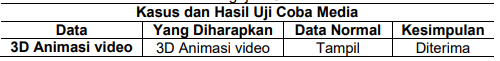 Kasus dan Hasil Uji Coba Media
Data Yang Diharapkan Data Normal Kesimpulan
3D Animasi video 3D Animasi video Tampil Diterima